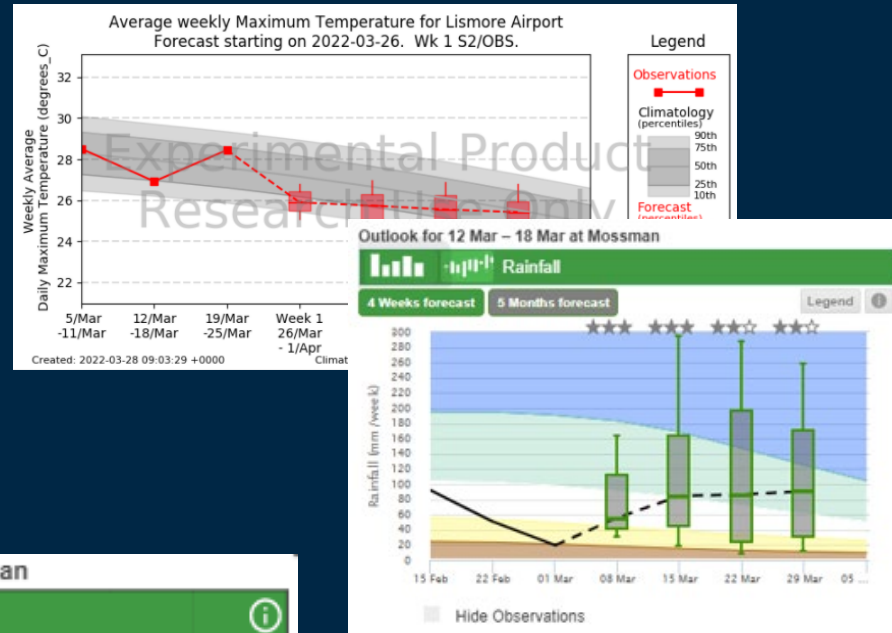 Average weekly Maximum Temperature for Lismore Airport
Forecast starting on 2022-03-26.  Wk 1 S2/OBS.
Weekly Average
Daily Maximum Temperature (degrees_C)
32
30
28
26
24
22
Experimental Product
Research Use Only
5/Mar
-11/Mar
12/Mar
-18/Mar
19/Mar
-25/Mar
Week 1
26/Mar
- 1/Apr
Created: 2022-03-28 09:03:29 +0000
Climat
Legend
Observations
Climatology
(percentiles)
90th
75th
50th
25th
10th
Forecast
(percentiles)
Outlook for 12 Mar – 18 Mar at Mossman
Rainfall
4 Weeks forecast
5 Months forecast
Legend
i
Rainfall (mm /week)
300
280
260
240
220
200
180
160
140
120
100
80
60
40
20
0
15 Feb
22 Feb
01 Mar
08 Mar
15 Mar
22 Mar
29 Mar
05 ...
Hide Observations
an
i